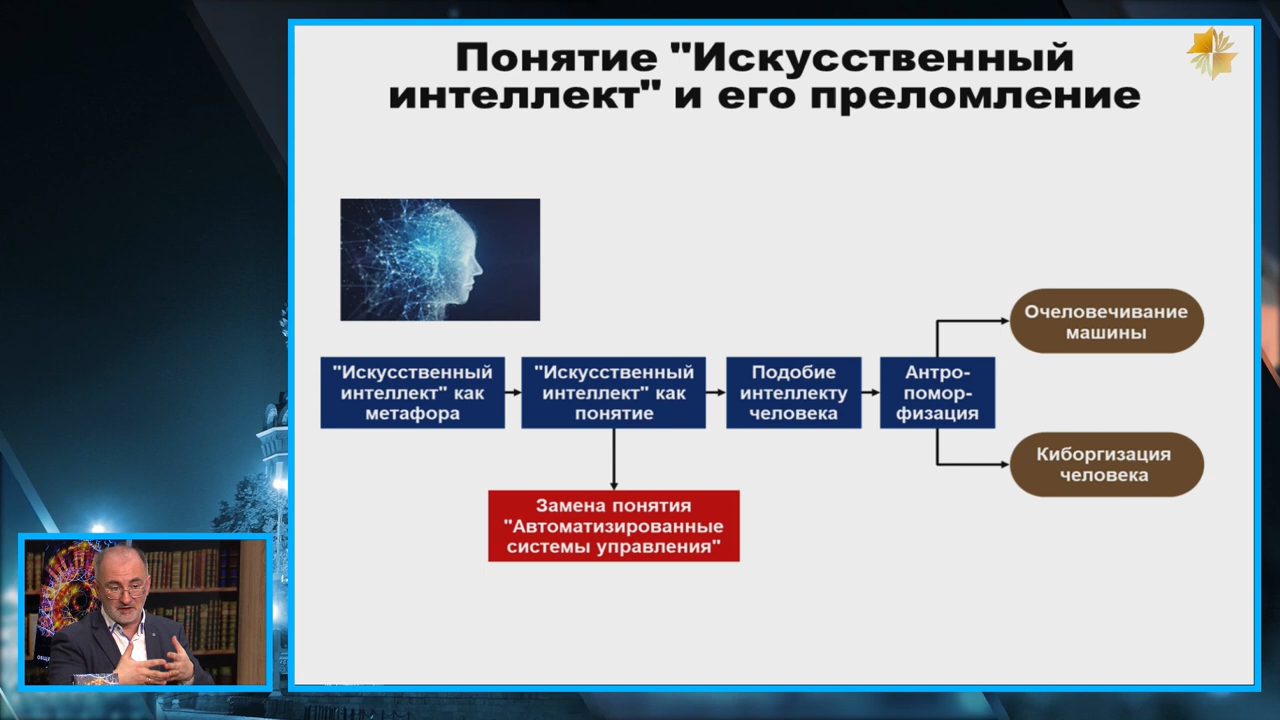 Понятие "Искусственный
интеллект" и его преломление
"Искусственный
интеллект" как
метафора
"Искусственный
интеллект" как
понятие
Подобие
интеллекту
человека
Антро-
помор-
физация
Очеловечивание
машины
Киборгизация
человека
Замена понятия
"Автоматизированные
системы управления"